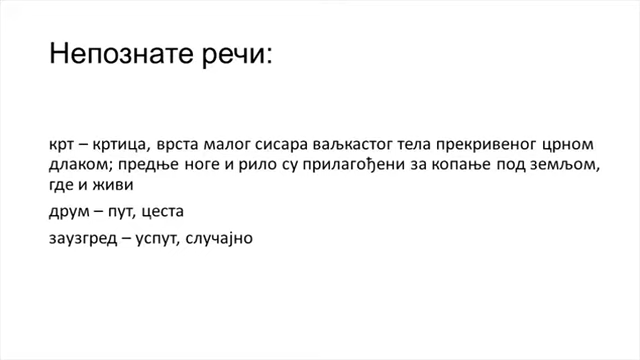 Непознате речи:
крт – кртица, врста малог сисара ваљкастог тела прекривеног црном
длаком; предње ноге и рило су прилагођени за копање под земљом,
где и живи
друм – пут, цеста
заузгред – успут, случајно